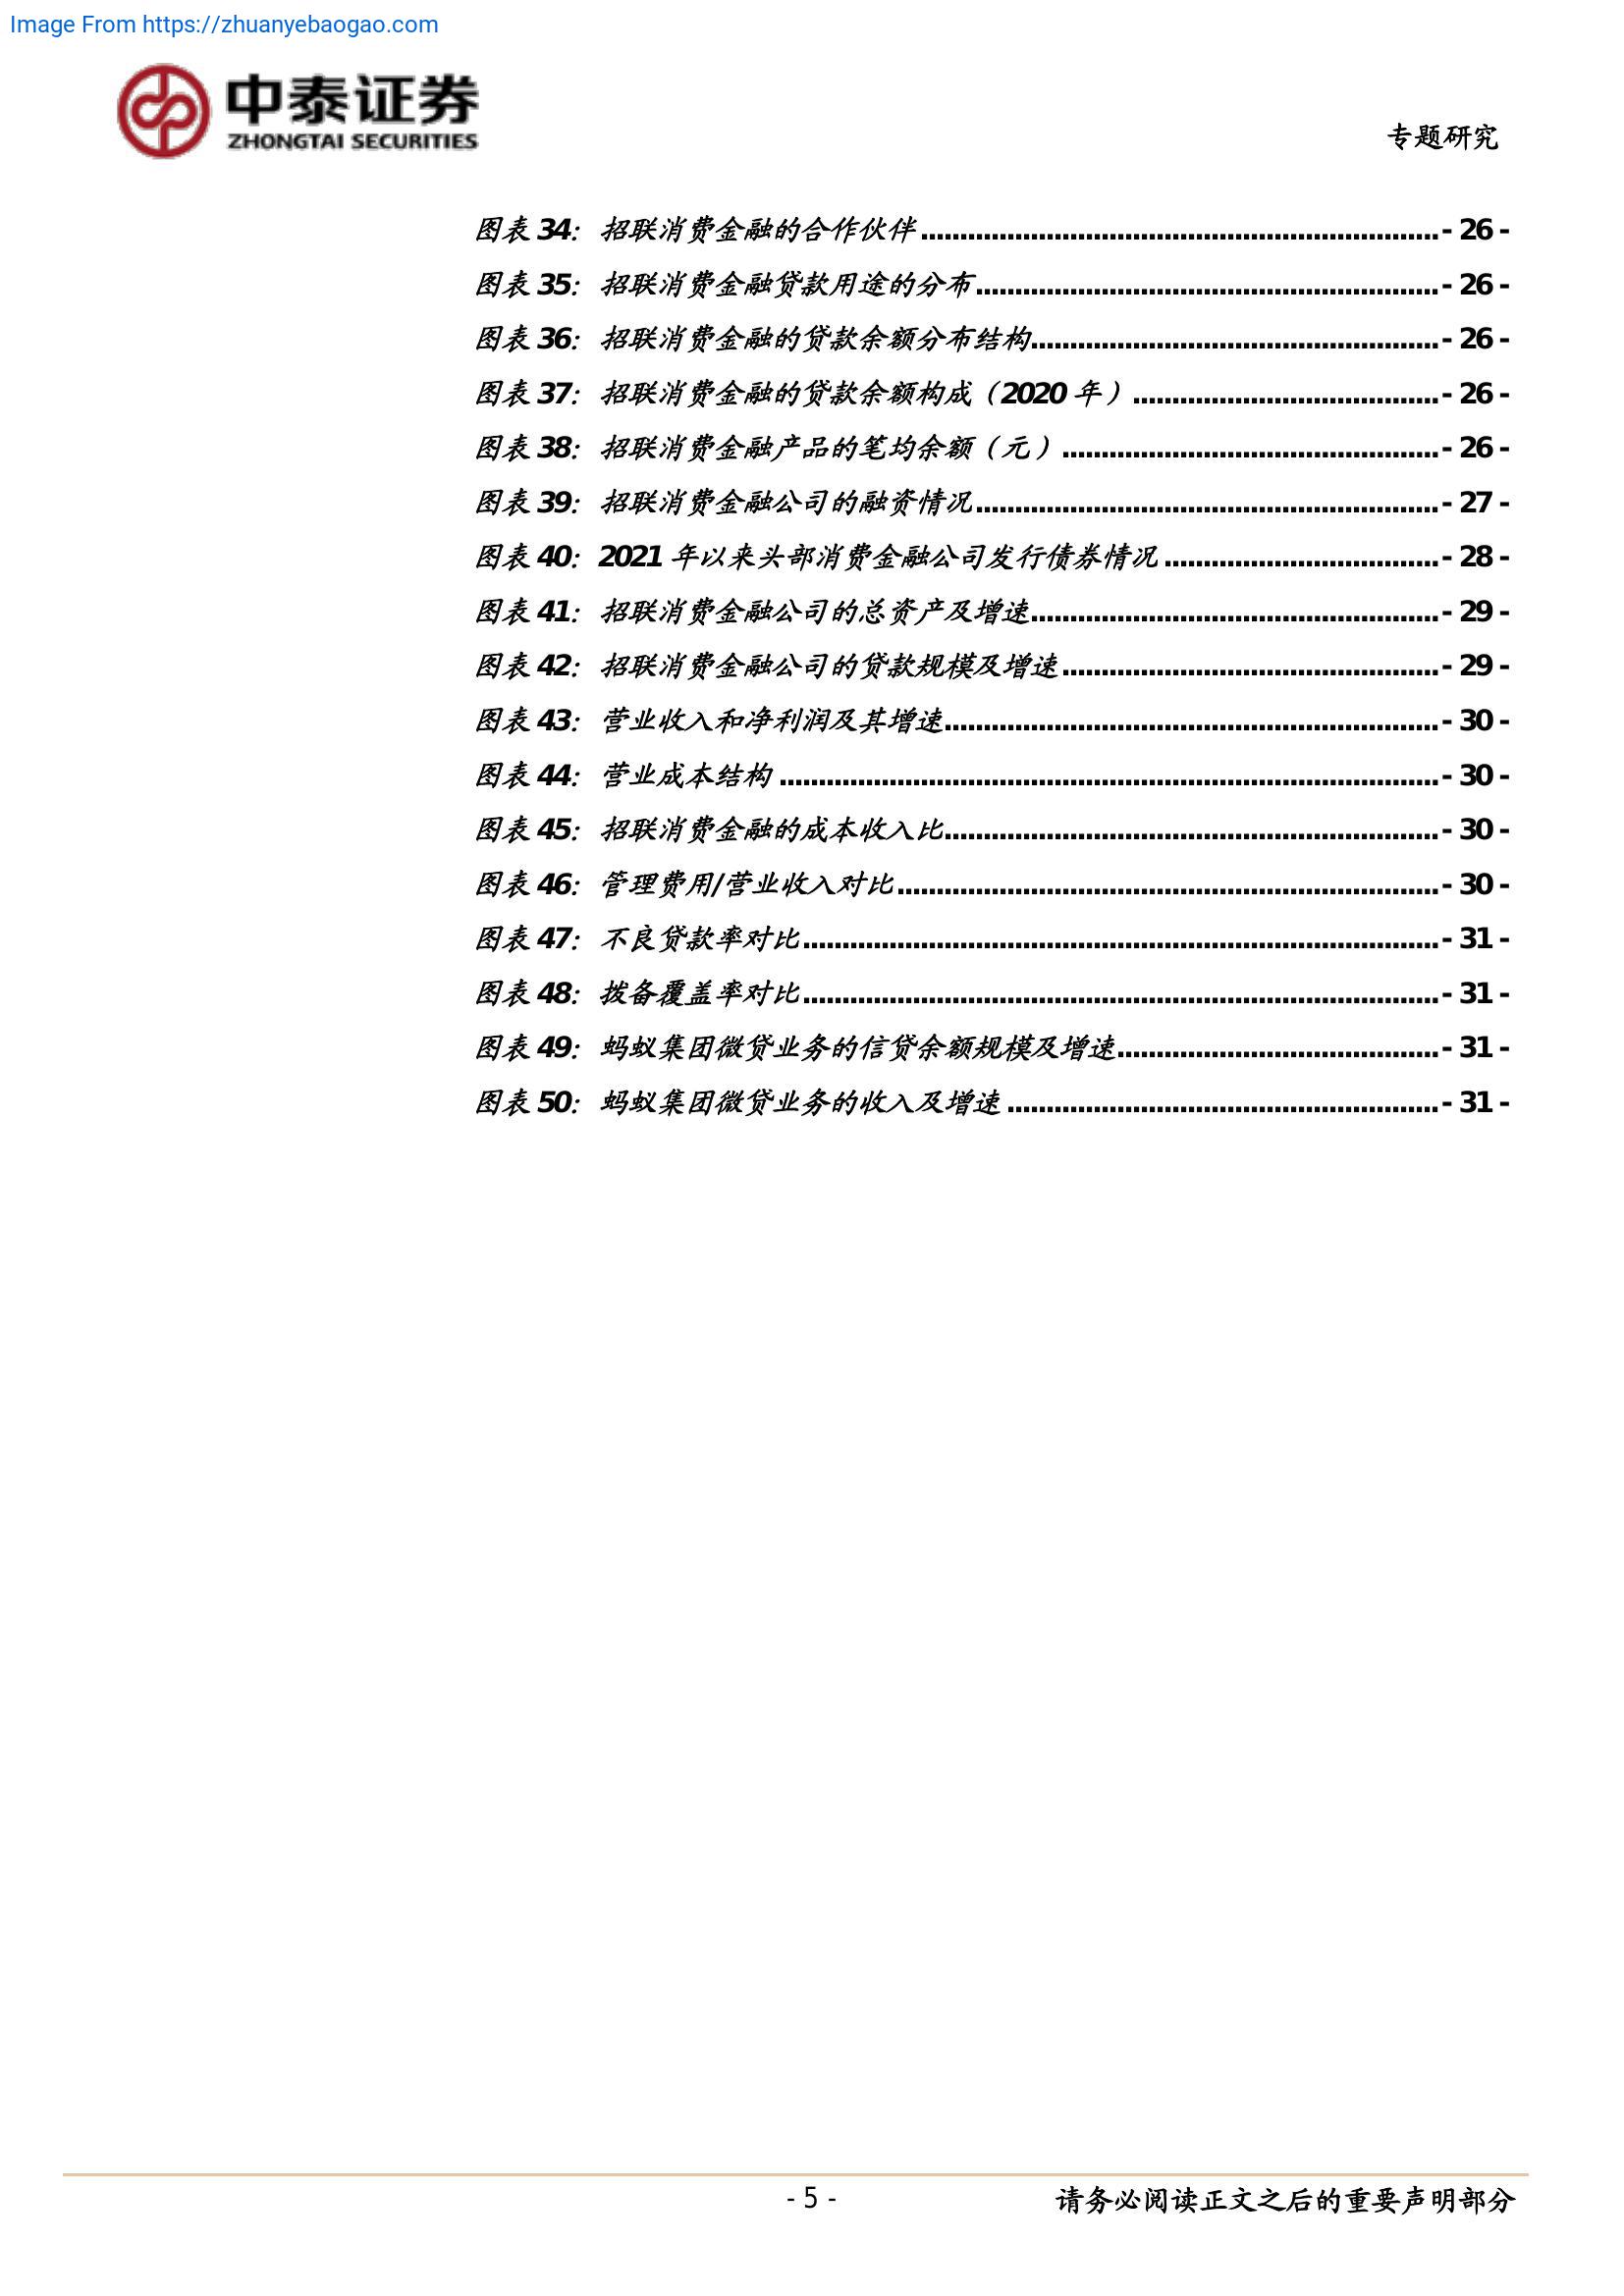 Image From https://zhuanyebaogao.com
中泰证券
ZHONGTAI SECURITIES
专题研究
图表 34：招联消费金融的合作伙伴 - 26 -
图表 35：招联消费金融贷款用途的分布 - 26 -
图表 36：招联消费金融的贷款余额分布结构 - 26 -
图表 37：招联消费金融的贷款余额构成（2020 年） - 26 -
图表 38：招联消费金融产品的笔均余额（元） - 26 -
图表 39：招联消费金融公司的融资情况 - 27 -
图表 40：2021 年以来头部消费金融公司发行债券情况 - 28 -
图表 41：招联消费金融公司的总资产及增速 - 29 -
图表 42：招联消费金融公司的贷款规模及增速 - 29 -
图表 43：营业收入和净利润及其增速 - 30 -
图表 44：营业成本结构 - 30 -
图表 45：招联消费金融的成本收入比 - 30 -
图表 46：管理费用/营业收入对比 - 30 -
图表 47：不良贷款率对比 - 31 -
图表 48：拨备覆盖率对比 - 31 -
图表 49：蚂蚁集团微贷业务的信贷余额规模及增速 - 31 -
图表 50：蚂蚁集团微贷业务的收入及增速 - 31 -
- 5 -
请务必阅读正文之后的重要声明部分